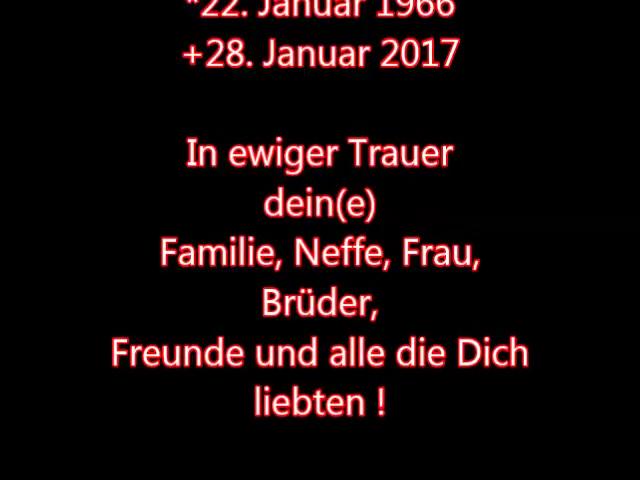 *22. Januar 1966
+28. Januar 2017
In ewiger Trauer
dein(e)
Familie, Neffe, Frau,
Brüder,
Freunde und alle die Dich
liebten !